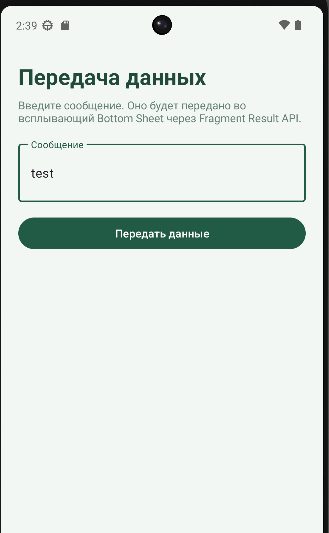 2:39
Передача данных
Введите сообщение. Оно будет передано во
всплывающий Bottom Sheet через Fragment Result API.
Сообщение
test
Передать данные